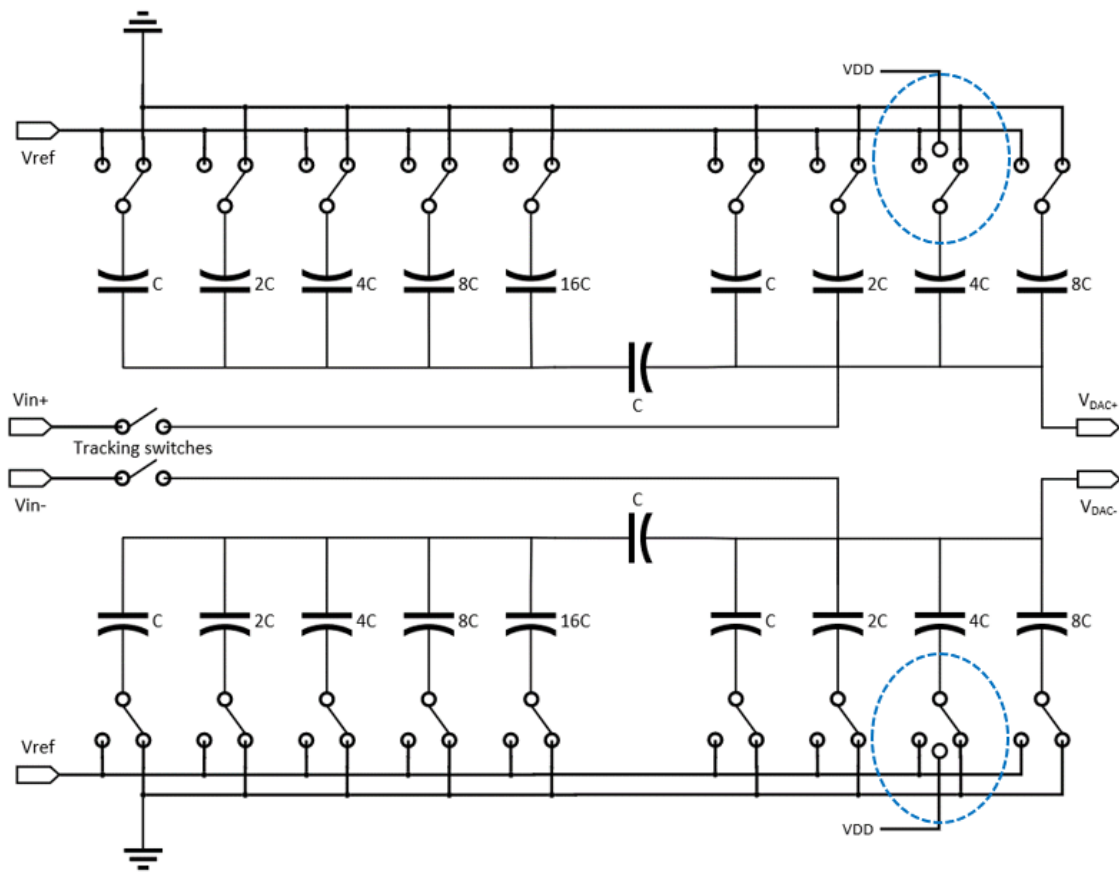 VDD
Vref
C 2C 4C 8C 16C C 2C 4C 8C
C
Vin+
VDAC+
Tracking switches
Vin-
VDAC-
C
C 2C 4C 8C 16C C 2C 4C 8C
Vref
VDD